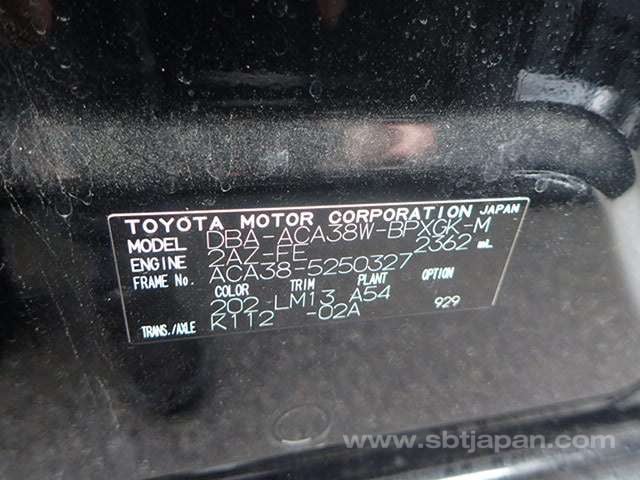 TOYOTA MOTOR CORPORATION JAPAN
MODEL DBA-ACA38W-BPXGK-M
ENGINE 2AZ-FE 2362 mL
FRAME No. ACA38-5250327
COLOR TRIM PLANT OPTION
202 LM13 A54 929
TRANS./AXLE K112 -02A
www.sbtjapan.com